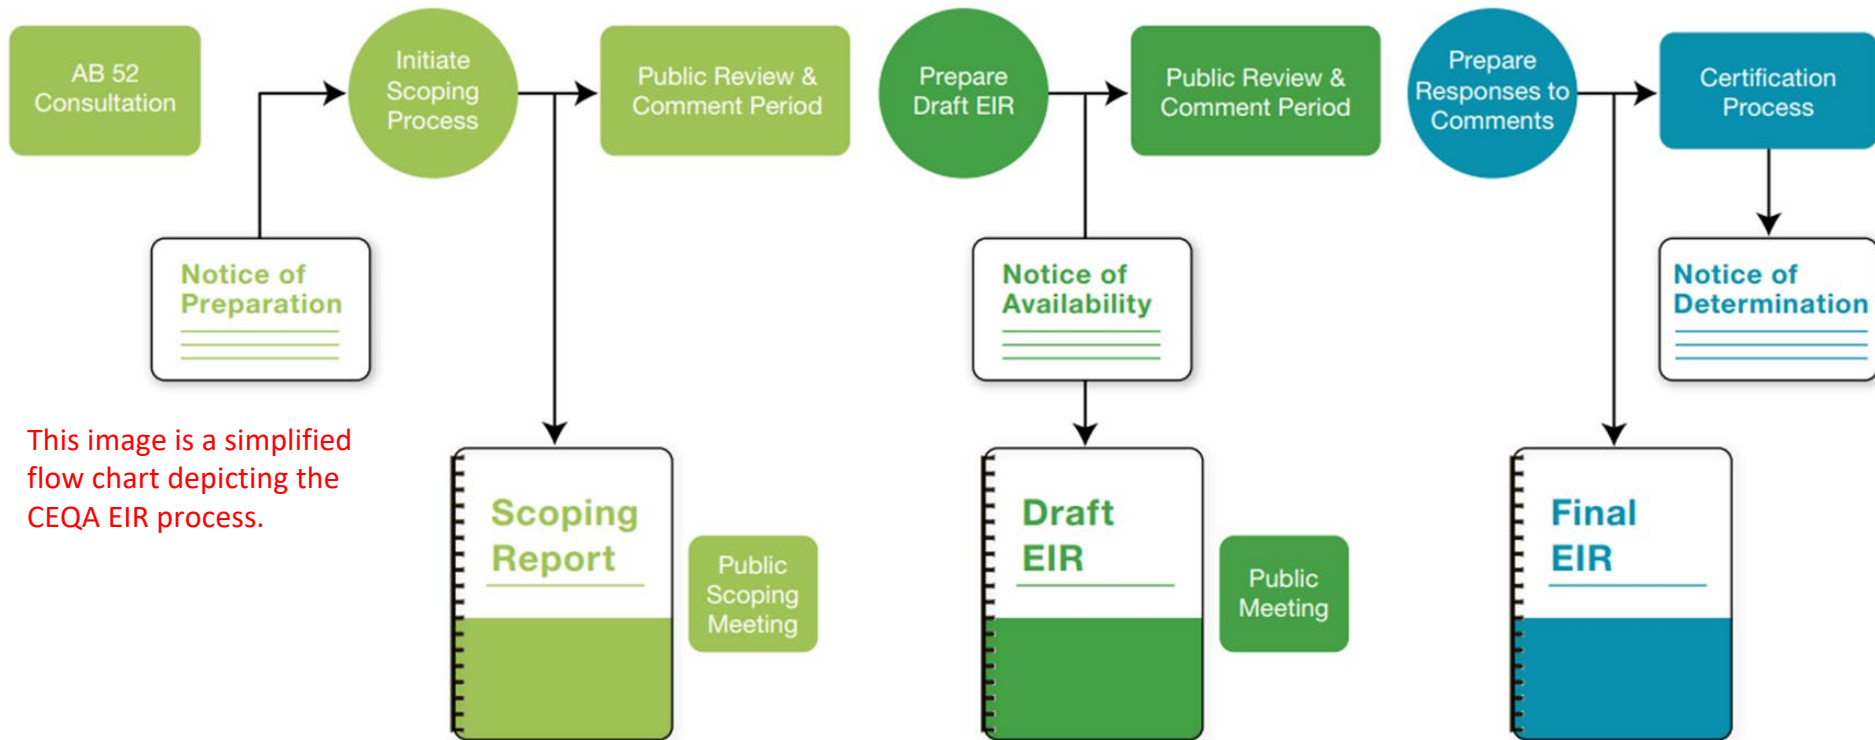 AB 52
Consultation
Initiate
Scoping
Process
Public Review &
Comment Period
Prepare
Draft EIR
Public Review &
Comment Period
Prepare
Responses to
Comments
Certification
Process
Notice of
Preparation
Notice of
Availability
Notice of
Determination
This image is a simplified
flow chart depicting the
CEQA EIR process.
Scoping
Report
Public
Scoping
Meeting
Draft
EIR
Public
Meeting
Final
EIR